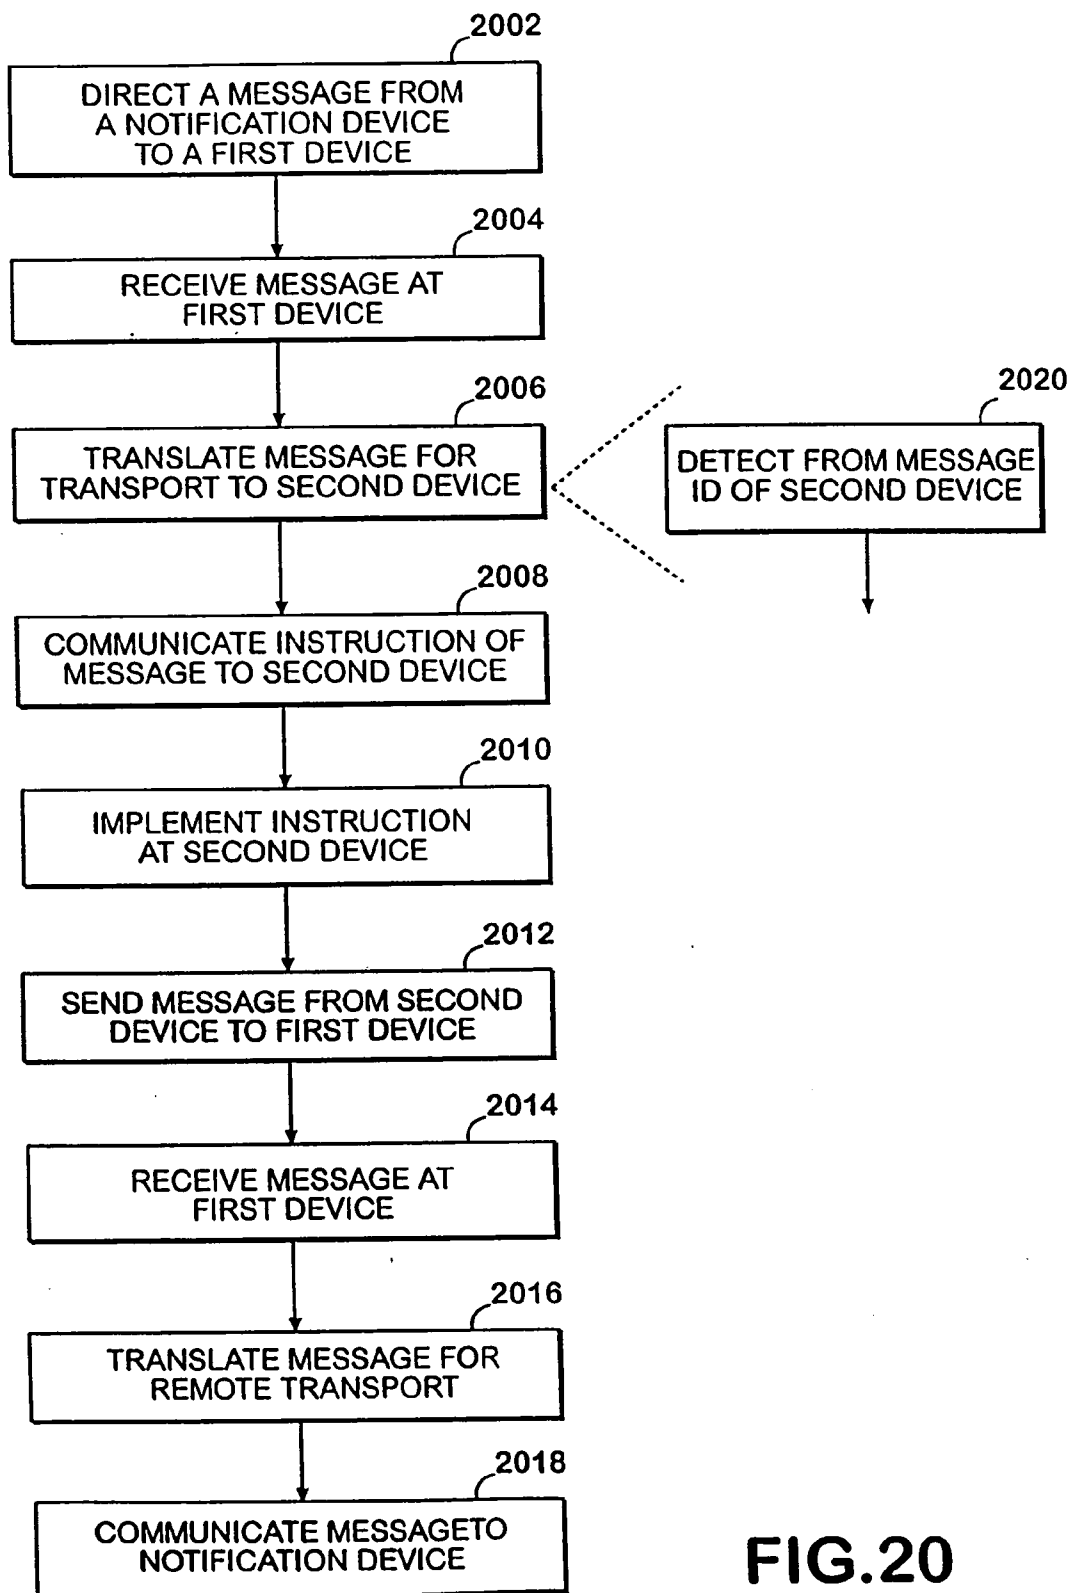 2002
DIRECT A MESSAGE FROM
A NOTIFICATION DEVICE
TO A FIRST DEVICE
2004
RECEIVE MESSAGE AT
FIRST DEVICE
2006
TRANSLATE MESSAGE FOR
TRANSPORT TO SECOND DEVICE
2020
DETECT FROM MESSAGE
ID OF SECOND DEVICE
2008
COMMUNICATE INSTRUCTION OF
MESSAGE TO SECOND DEVICE
2010
IMPLEMENT INSTRUCTION
AT SECOND DEVICE
2012
SEND MESSAGE FROM SECOND
DEVICE TO FIRST DEVICE
2014
RECEIVE MESSAGE AT
FIRST DEVICE
2016
TRANSLATE MESSAGE FOR
REMOTE TRANSPORT
2018
COMMUNICATE MESSAGETO
NOTIFICATION DEVICE
FIG.20